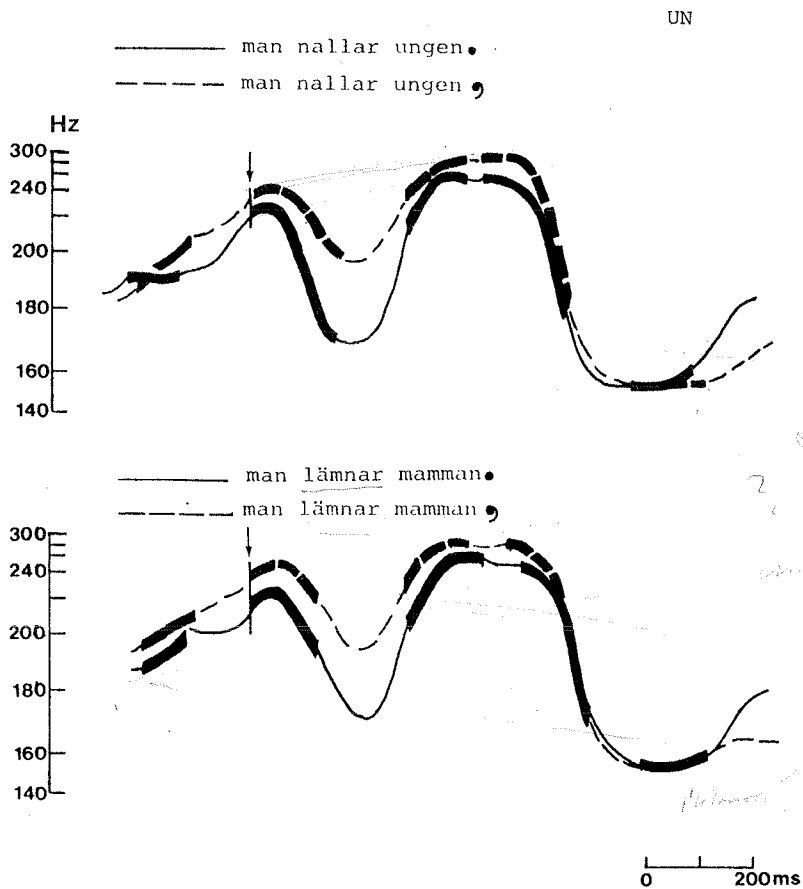 UN
man nallar ungen.
man nallar ungen,
Hz
300
240
200
180
160
140
man lämnar mamman.
man lämnar mamman,
300
240
200
180
160
140
0 200ms